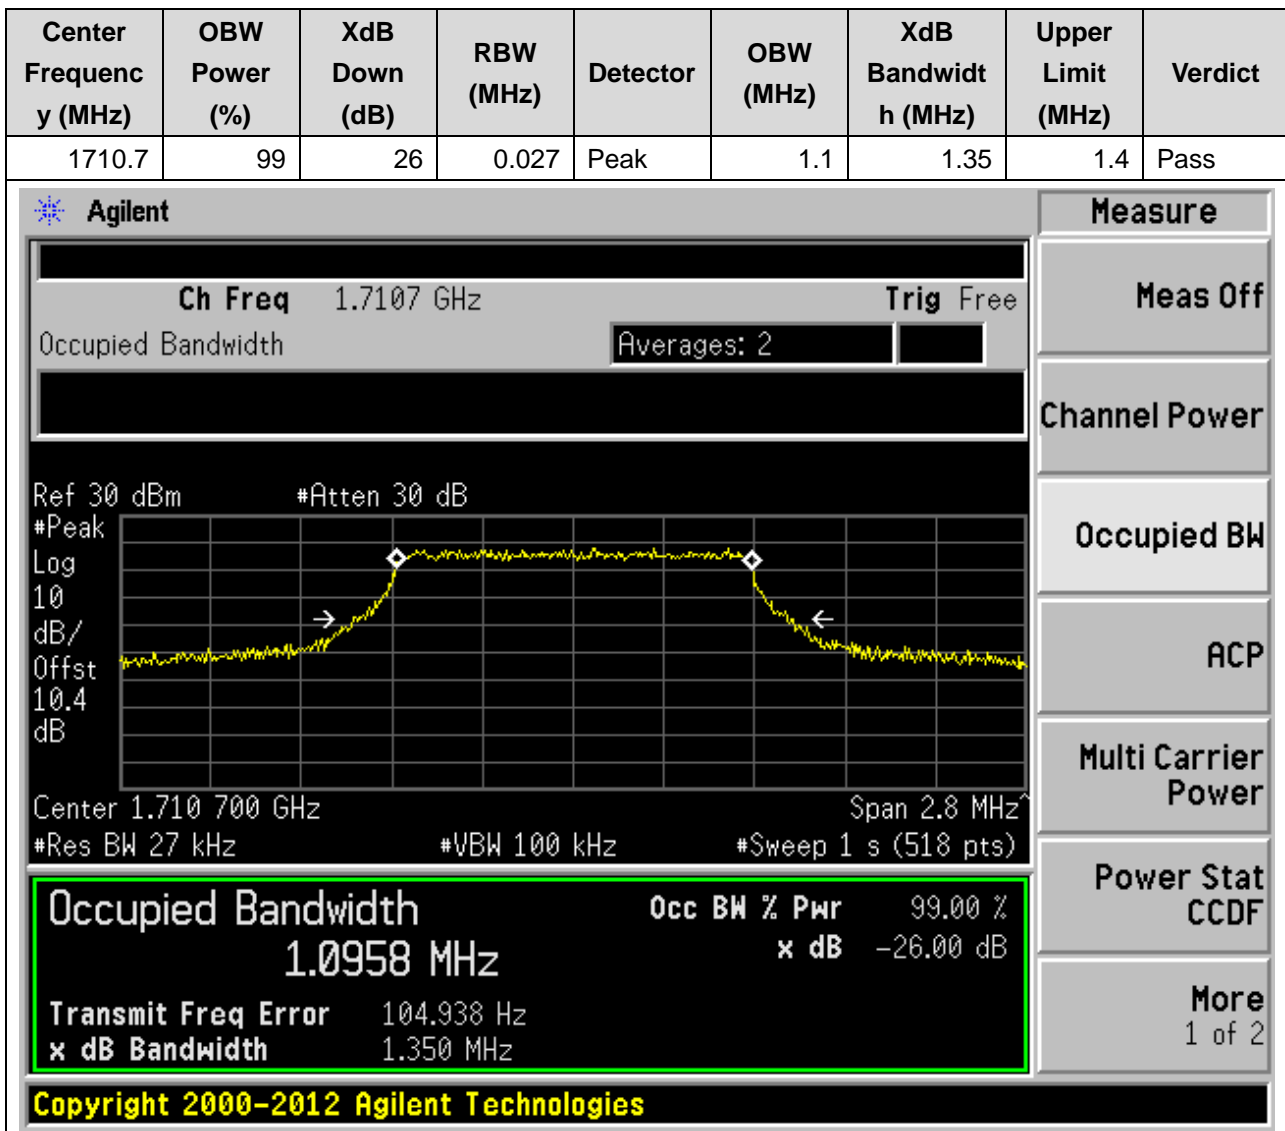 Center Frequency (MHz) OBW Power (%) XdB Down (dB) RBW (MHz) Detector OBW (MHz) XdB Bandwidth (MHz) Upper Limit (MHz) Verdict
1710.7 99 26 0.027 Peak 1.1 1.35 1.4 Pass
Agilent
Measure
Ch Freq 1.7107 GHz Trig Free
Meas Off
Occupied Bandwidth Averages: 2
Channel Power
Ref 30 dBm #Atten 30 dB
#Peak
Log
10
dB/
Offst
10.4
dB
Occupied BW
ACP
Multi Carrier
Power
Center 1.710 700 GHz Span 2.8 MHz^
#Res BW 27 kHz #VBW 100 kHz #Sweep 1 s (518 pts)
Power Stat
CCDF
Occupied Bandwidth Occ BW % Pwr 99.00 %
1.0958 MHz x dB -26.00 dB
Transmit Freq Error 104.938 Hz
x dB Bandwidth 1.350 MHz
More
1 of 2
Copyright 2000-2012 Agilent Technologies